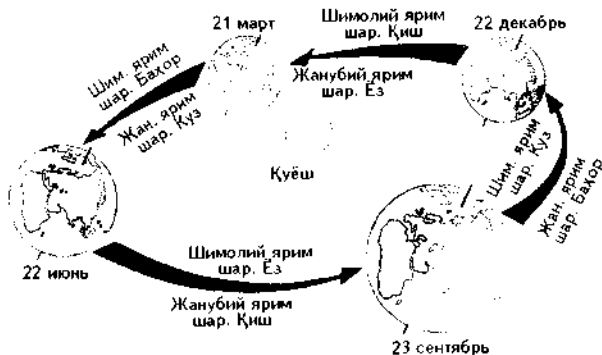 21 март
Шимолий ярим
шар. Қиш
22 декабрь
Жанубий ярим
шар. Ёз
Шим. ярим
шар. Баҳор
Жан. ярим
шар. Куз
Қуёш
Шим. ярим
шар. Куз
Жан. ярим
шар. Баҳор
22 июнь
Шимолий ярим
шар. Ёз
Жанубий ярим
шар. Қиш
23 сентябрь